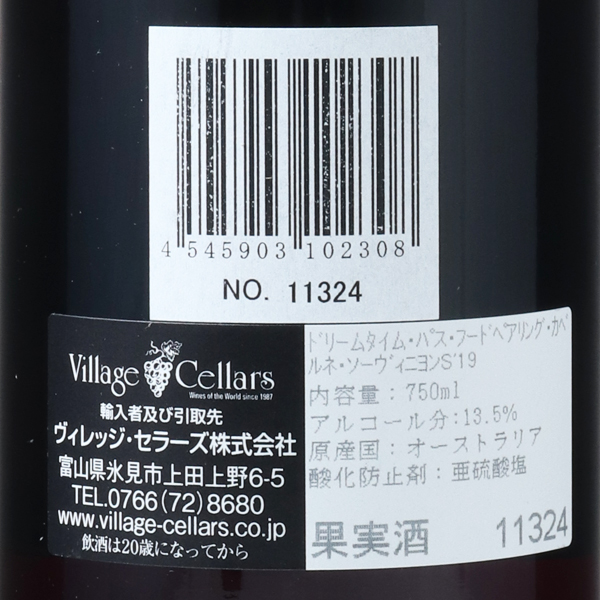 4 545903 102308
NO. 11324
Village Cellars
Wines of the World since 1987
輸入者及び引取先
ヴィレッジ・セラーズ株式会社
富山県氷見市上田上野6-5
TEL.0766(72)8680
www.village-cellars.co.jp
飲酒は20歳になってから
ドリームタイム・パス・フードペアリング・カベ
ルネ・ソーヴィニヨンS'19
内容量：750ml
アルコール分：13.5%
原産国：オーストラリア
酸化防止剤：亜硫酸塩
果実酒 11324